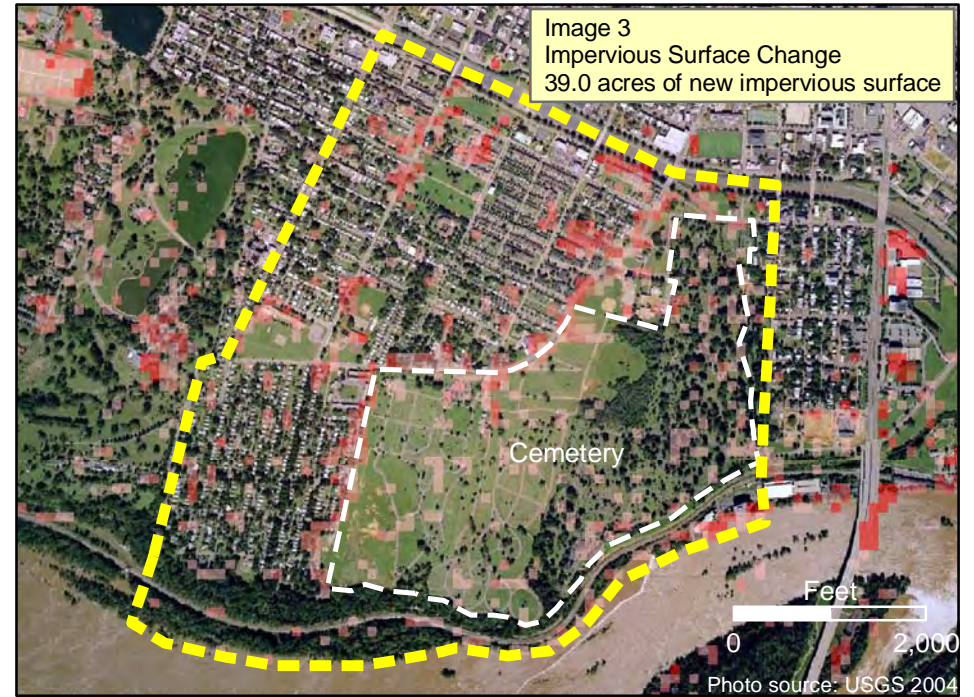 Image 3
Impervious Surface Change
39.0 acres of new impervious surface
Cemetery
Feet
0 2,000
Photo source: USGS 2004